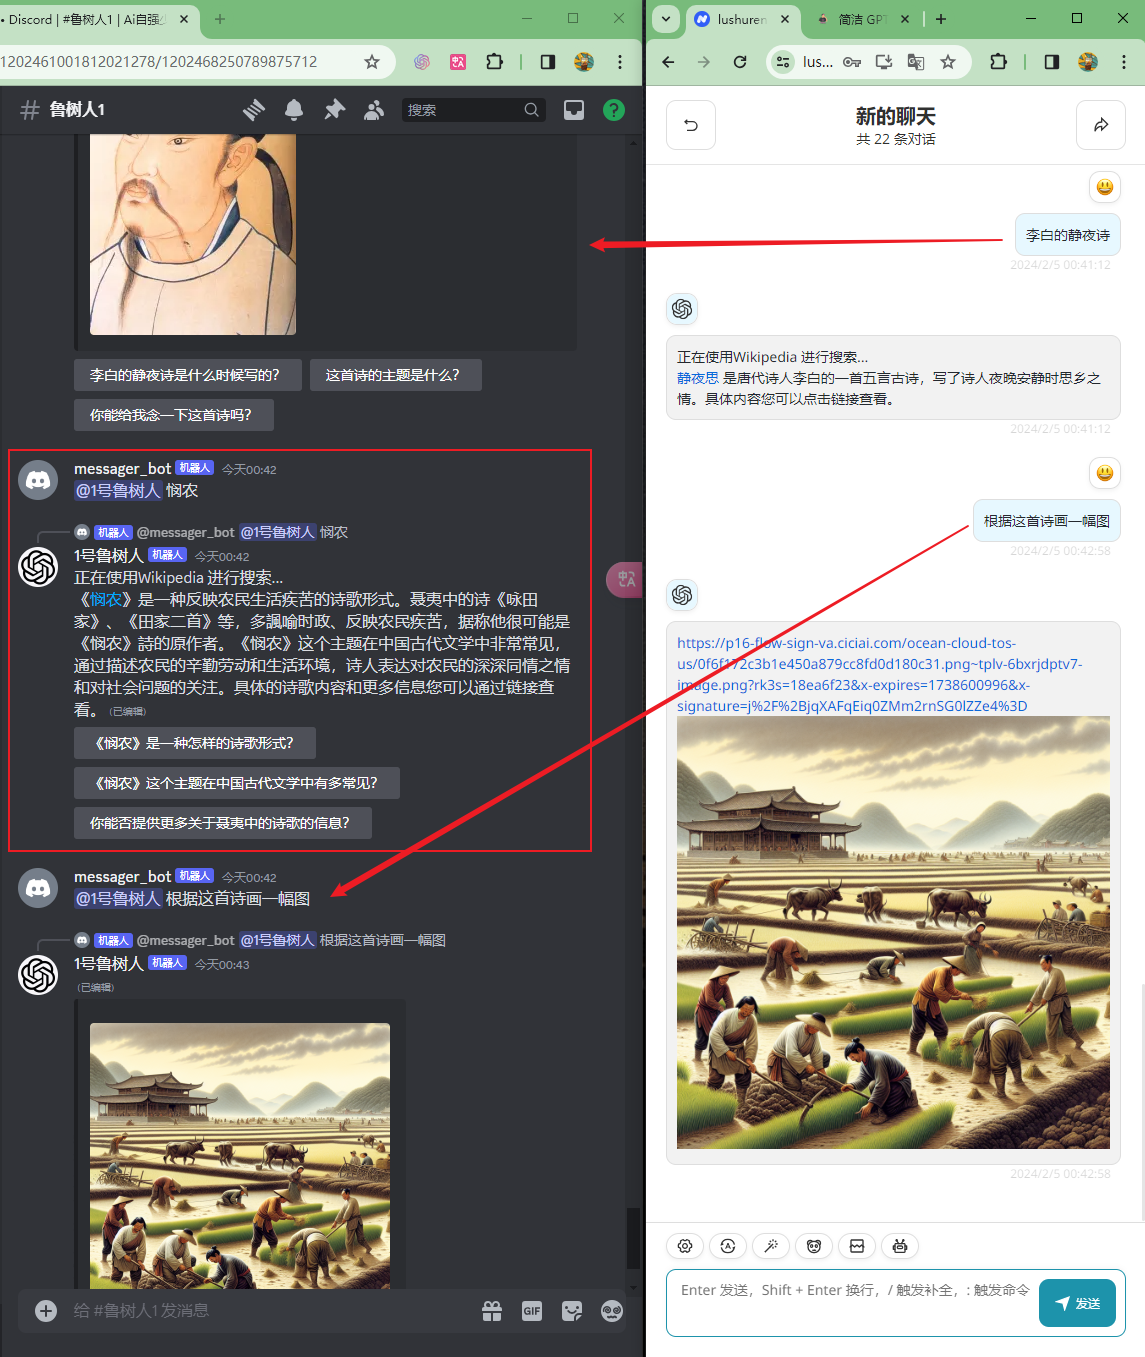 Discord | #鲁树人1 | Ai自强
1202461001812021278/1202468250789875712
鲁树人1
搜索
李白的静夜诗是什么时候写的？
这首诗的主题是什么？
你能给我念一下这首诗吗？
messager_bot 机器人 今天00:42
@1号鲁树人 悯农
机器人 @messager_bot @1号鲁树人 悯农
1号鲁树人 机器人 今天00:42
正在使用Wikipedia 进行搜索...
《悯农》是一种反映农民生活疾苦的诗歌形式。聂夷中的诗《咏田
家》、《田家二首》等，多諷喻时政、反映农民疾苦，据称他很可能是
《悯农》詩的原作者。《悯农》这个主题在中国古代文学中非常常见，
通过描述农民的辛勤劳动和生活环境，诗人表达对农民的深深同情之情
和对社会问题的关注。具体的诗歌内容和更多信息您可以通过链接查
看。 (已编辑)
《悯农》是一种怎样的诗歌形式？
《悯农》这个主题在中国古代文学中有多常见？
你能否提供更多关于聂夷中的诗歌的信息？
messager_bot 机器人 今天00:42
@1号鲁树人 根据这首诗画一幅图
机器人 @messager_bot @1号鲁树人 根据这首诗画一幅图
1号鲁树人 机器人 今天00:43
(已编辑)
给 #鲁树人1 发消息
GIF
lushuren
简洁 GPT
lus...
新的聊天
共 22 条对话
李白的静夜诗
2024/2/5 00:41:12
正在使用Wikipedia 进行搜索...
静夜思 是唐代诗人李白的一首五言古诗，写了诗人夜晚安静时思乡之
情。具体内容您可以点击链接查看。
2024/2/5 00:41:12
根据这首诗画一幅图
2024/2/5 00:42:58
https://p16-flow-sign-va.ciciai.com/ocean-cloud-tos-
us/0f6f172c3b1e450a879cc8fd0d180c31.png~tplv-6bxrjdptv7-
image.png?rk3s=18ea6f23&x-expires=1738600996&x-
signature=j%2F%2BjqXAFqEiq0ZMm2rnSG0lZZe4%3D
2024/2/5 00:42:58
Enter 发送，Shift + Enter 换行，/ 触发补全，: 触发命令
发送